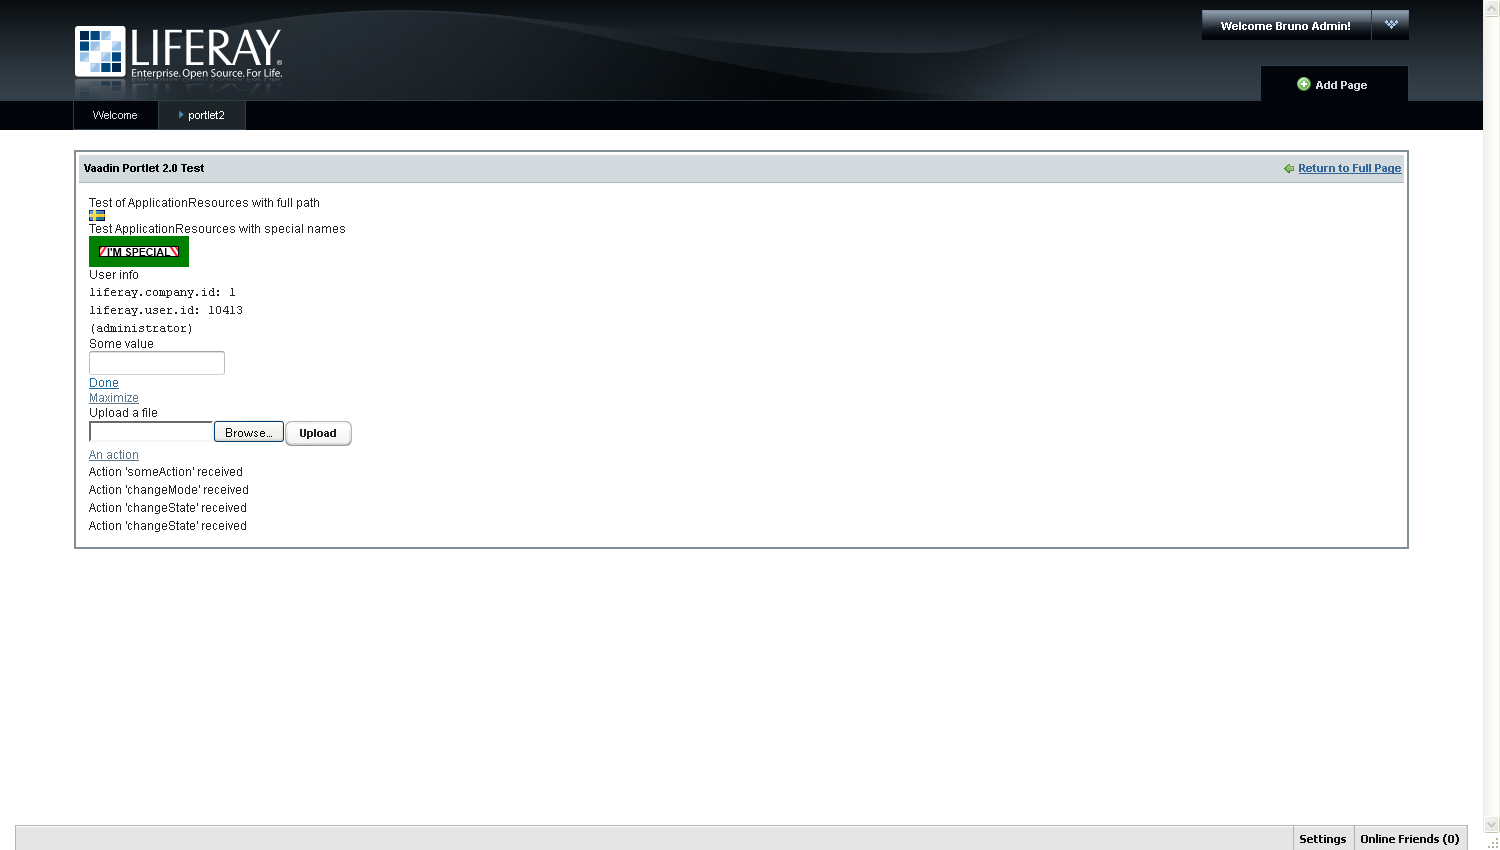 LIFERAY.
Enterprise. Open Source. For Life.
Welcome Bruno Admin!
Add Page
Welcome
portlet2
Vaadin Portlet 2.0 Test
Return to Full Page
Test of ApplicationResources with full path
Test ApplicationResources with special names
I'M SPECIAL
User info
liferay.company.id: 1
liferay.user.id: 10413
(administrator)
Some value
Done
Maximize
Upload a file
Browse...
Upload
An action
Action 'someAction' received
Action 'changeMode' received
Action 'changeState' received
Action 'changeState' received
Settings
Online Friends (0)